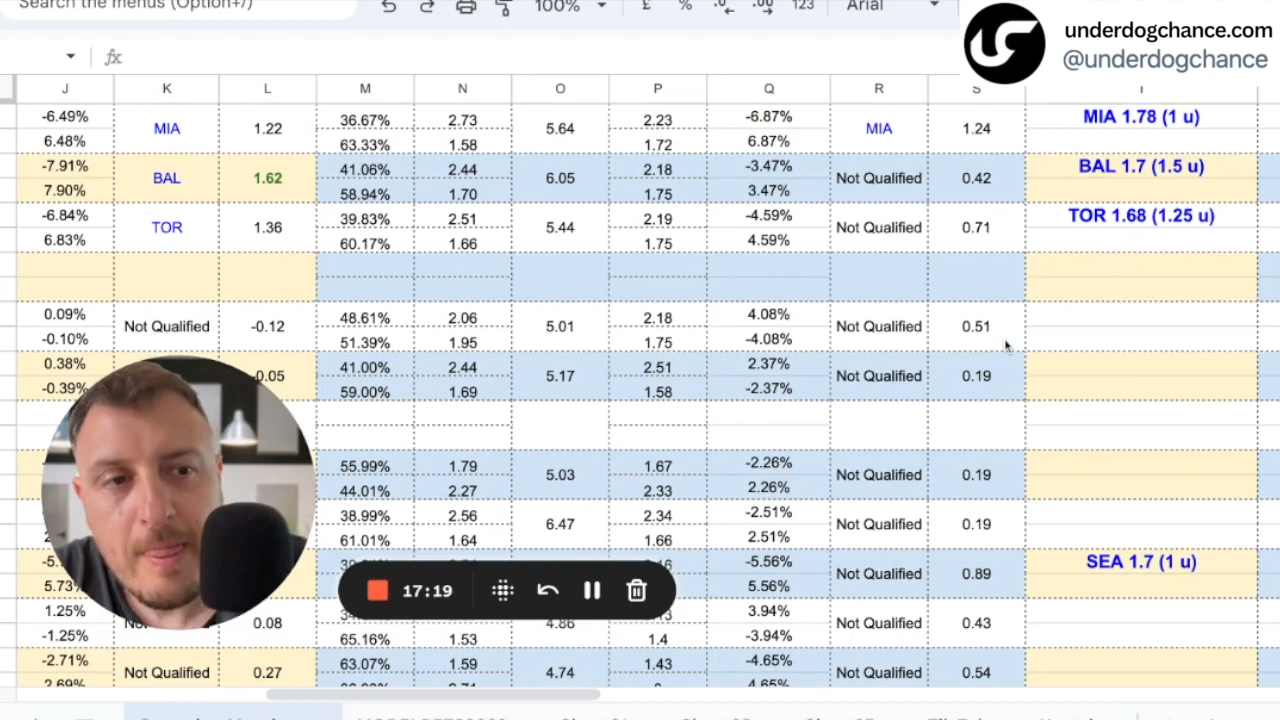 Search the menus (Option+/)
100%
£ % .0 .00 123
Arial
underdogchance.com
@underdogchance
fx
J K L M N O P Q R S
-6.49% MIA 1.22 36.67% 2.73 5.64 2.23 -6.87% MIA 1.24 MIA 1.78 (1 u)
6.48% 63.33% 1.58 1.72 6.87%
-7.91% BAL 1.62 41.06% 2.44 6.05 2.18 -3.47% Not Qualified 0.42 BAL 1.7 (1.5 u)
7.90% 58.94% 1.70 1.75 3.47%
-6.84% TOR 1.36 39.83% 2.51 5.44 2.19 -4.59% Not Qualified 0.71 TOR 1.68 (1.25 u)
6.83% 60.17% 1.66 1.75 4.59%
0.09% Not Qualified -0.12 48.61% 2.06 5.01 2.18 4.08% Not Qualified 0.51
-0.10% 51.39% 1.95 1.75 -4.08%
0.38% -0.05 41.00% 2.44 5.17 2.51 2.37% Not Qualified 0.19
-0.39% 59.00% 1.69 1.58 -2.37%
55.99% 1.79 5.03 1.67 -2.26% Not Qualified 0.19
44.01% 2.27 2.33 2.26%
38.99% 2.56 6.47 2.34 -2.51% Not Qualified 0.19
61.01% 1.64 1.66 2.51%
-5.56% Not Qualified 0.89 SEA 1.7 (1 u)
5.73% 5.56%
17:19
1.25% 0.08 4.86 3.94% Not Qualified 0.43
-1.25% 65.16% 1.53 1.4 -3.94%
-2.71% Not Qualified 0.27 63.07% 1.59 4.74 1.43 -4.65% Not Qualified 0.54
2.69% 4.65%